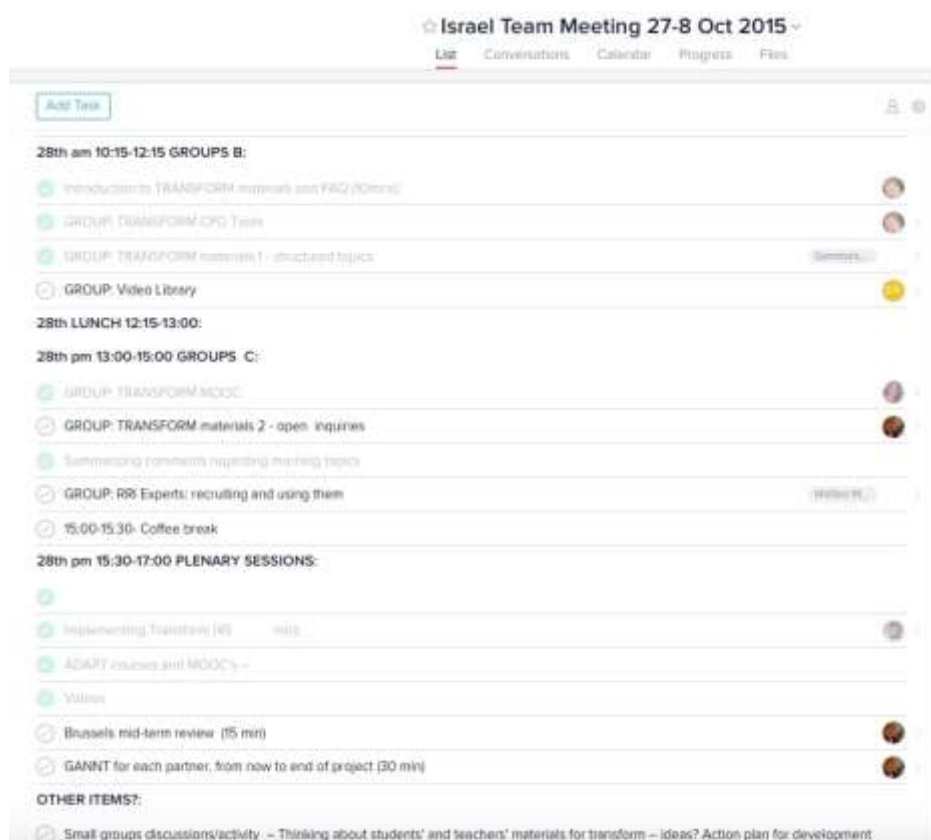 Israel Team Meeting 27-8 Oct 2015
List Conversations Calendar Progress Files
Add Task
28th am 10:15-12:15 GROUPS B:
Introduction to TRANSFORM materials and FAQ (10mins)
GROUP: TRANSFORM CPD Team
GROUP: TRANSFORM materials 1 - structured topics
GROUP: Video Library
28th LUNCH 12:15-13:00:
28th pm 13:00-15:00 GROUPS C:
GROUP: TRANSFORM MOOC
GROUP: TRANSFORM materials 2 - open inquiries
Summarizing comments regarding morning topics
GROUP: RRI Experts: recruiting and using them
15:00-15:30- Coffee break
28th pm 15:30-17:00 PLENARY SESSIONS:
Implementing Transform (45 min)
ADAPT courses and MOOC's –
Videos
Brussels mid-term review (15 min)
GANNT for each partner, from now to end of project (30 min)
OTHER ITEMS?:
Small groups discussions/activity – Thinking about students' and teachers' materials for transform – ideas? Action plan for development